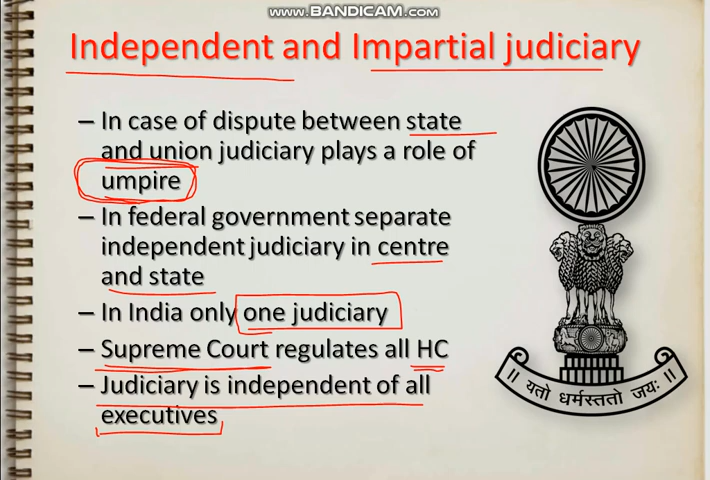 www.BANDICAM.com
Independent and Impartial judiciary
– In case of dispute between state
and union judiciary plays a role of
umpire
– In federal government separate
independent judiciary in centre
and state
– In India only one judiciary
– Supreme Court regulates all HC
– Judiciary is independent of all
executives
॥ यतो धर्मस्ततो जयः ॥